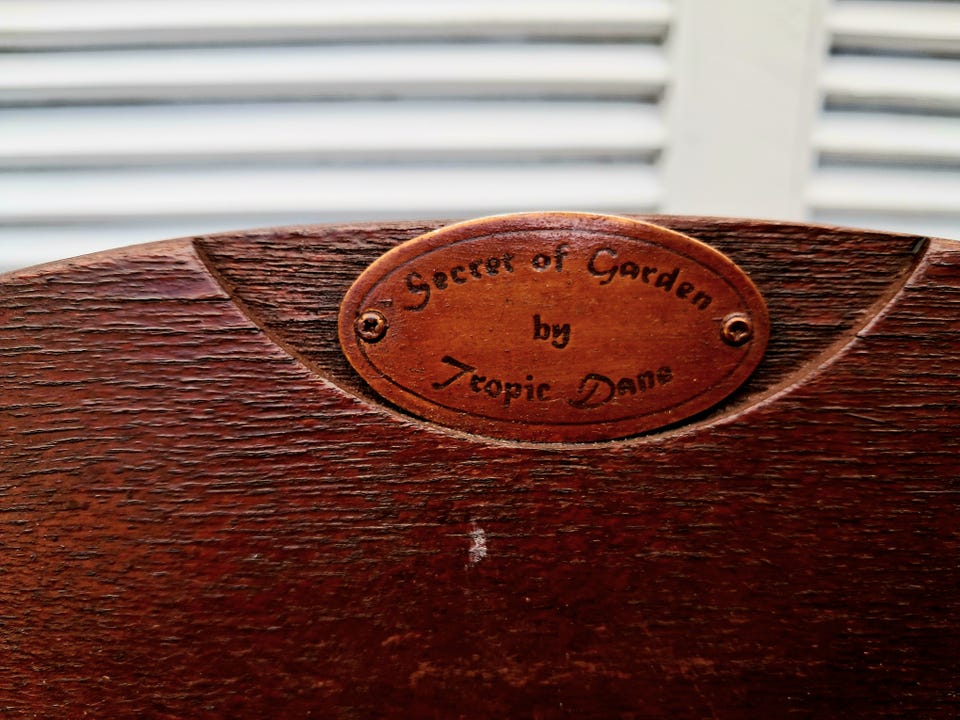 Secret of Garden
by
Tropic Dane